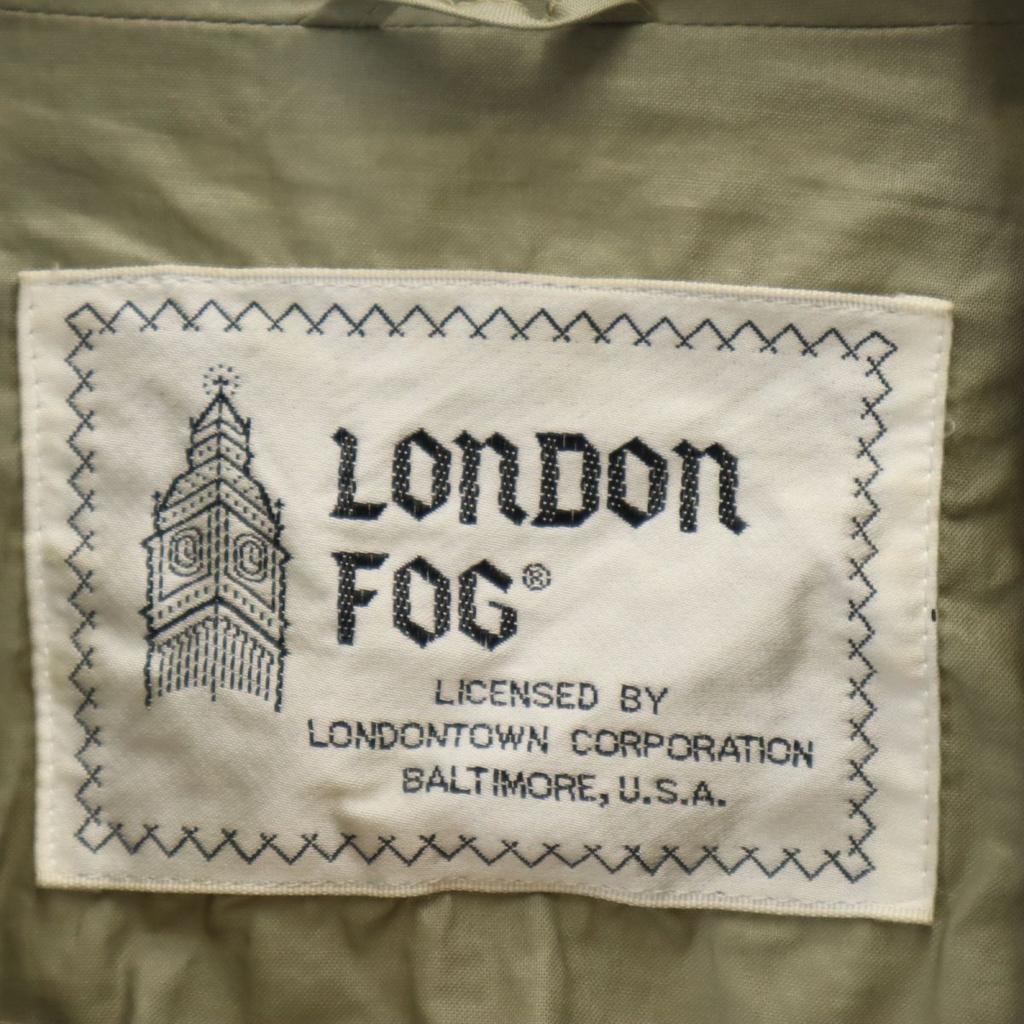 LONDON
FOG®
LICENSED BY
LONDONTOWN CORPORATION
BALTIMORE, U.S.A.